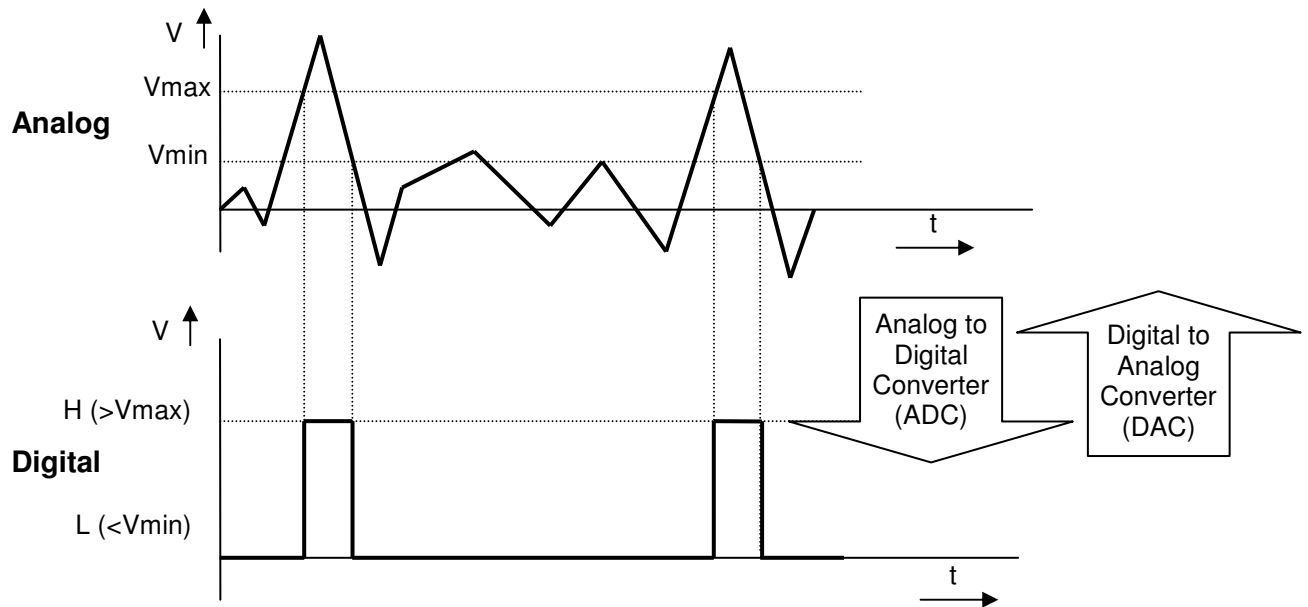 V
Vmax
Analog
Vmin
t
V
Analog to
Digital
Converter
(ADC)
Digital to
Analog
Converter
(DAC)
H (>Vmax)
Digital
L (<Vmin)
t